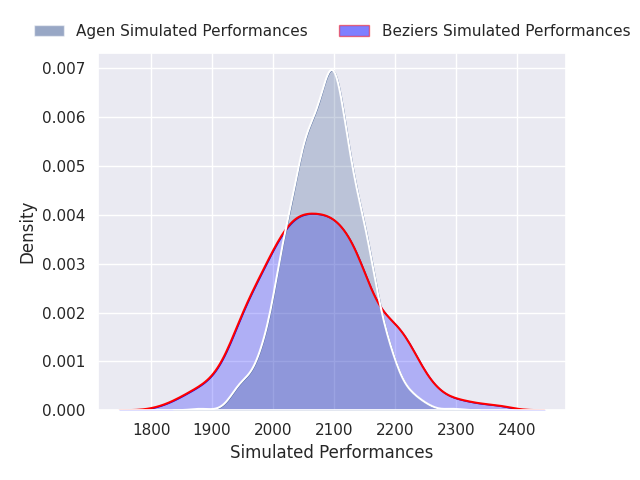 Agen Simulated Performances
Beziers Simulated Performances
0.007
0.006
0.005
0.004
0.003
0.002
0.001
0.000
Density
1800 1900 2000 2100 2200 2300 2400
Simulated Performances